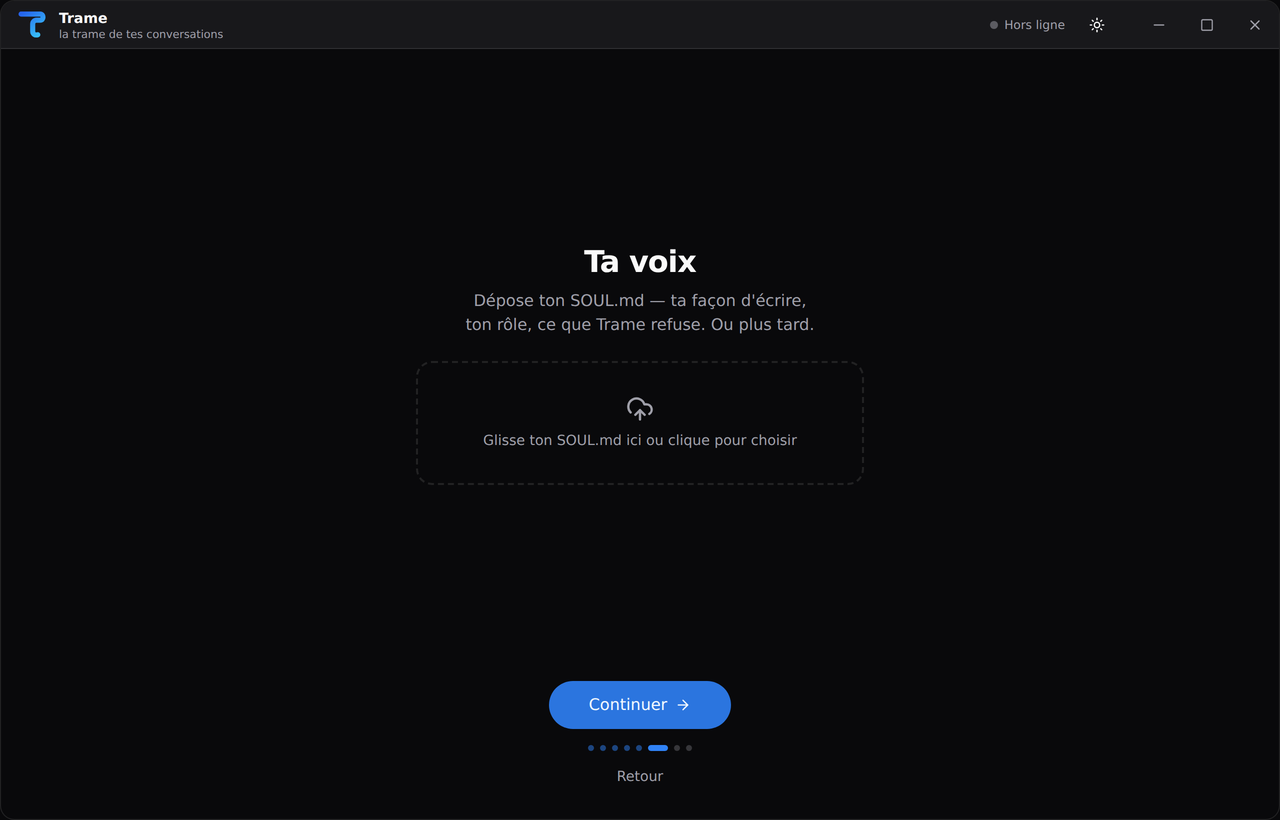 Trame
la trame de tes conversations
Hors ligne
Ta voix
Dépose ton SOUL.md — ta façon d'écrire,
ton rôle, ce que Trame refuse. Ou plus tard.
Glisse ton SOUL.md ici ou clique pour choisir
Continuer →
Retour